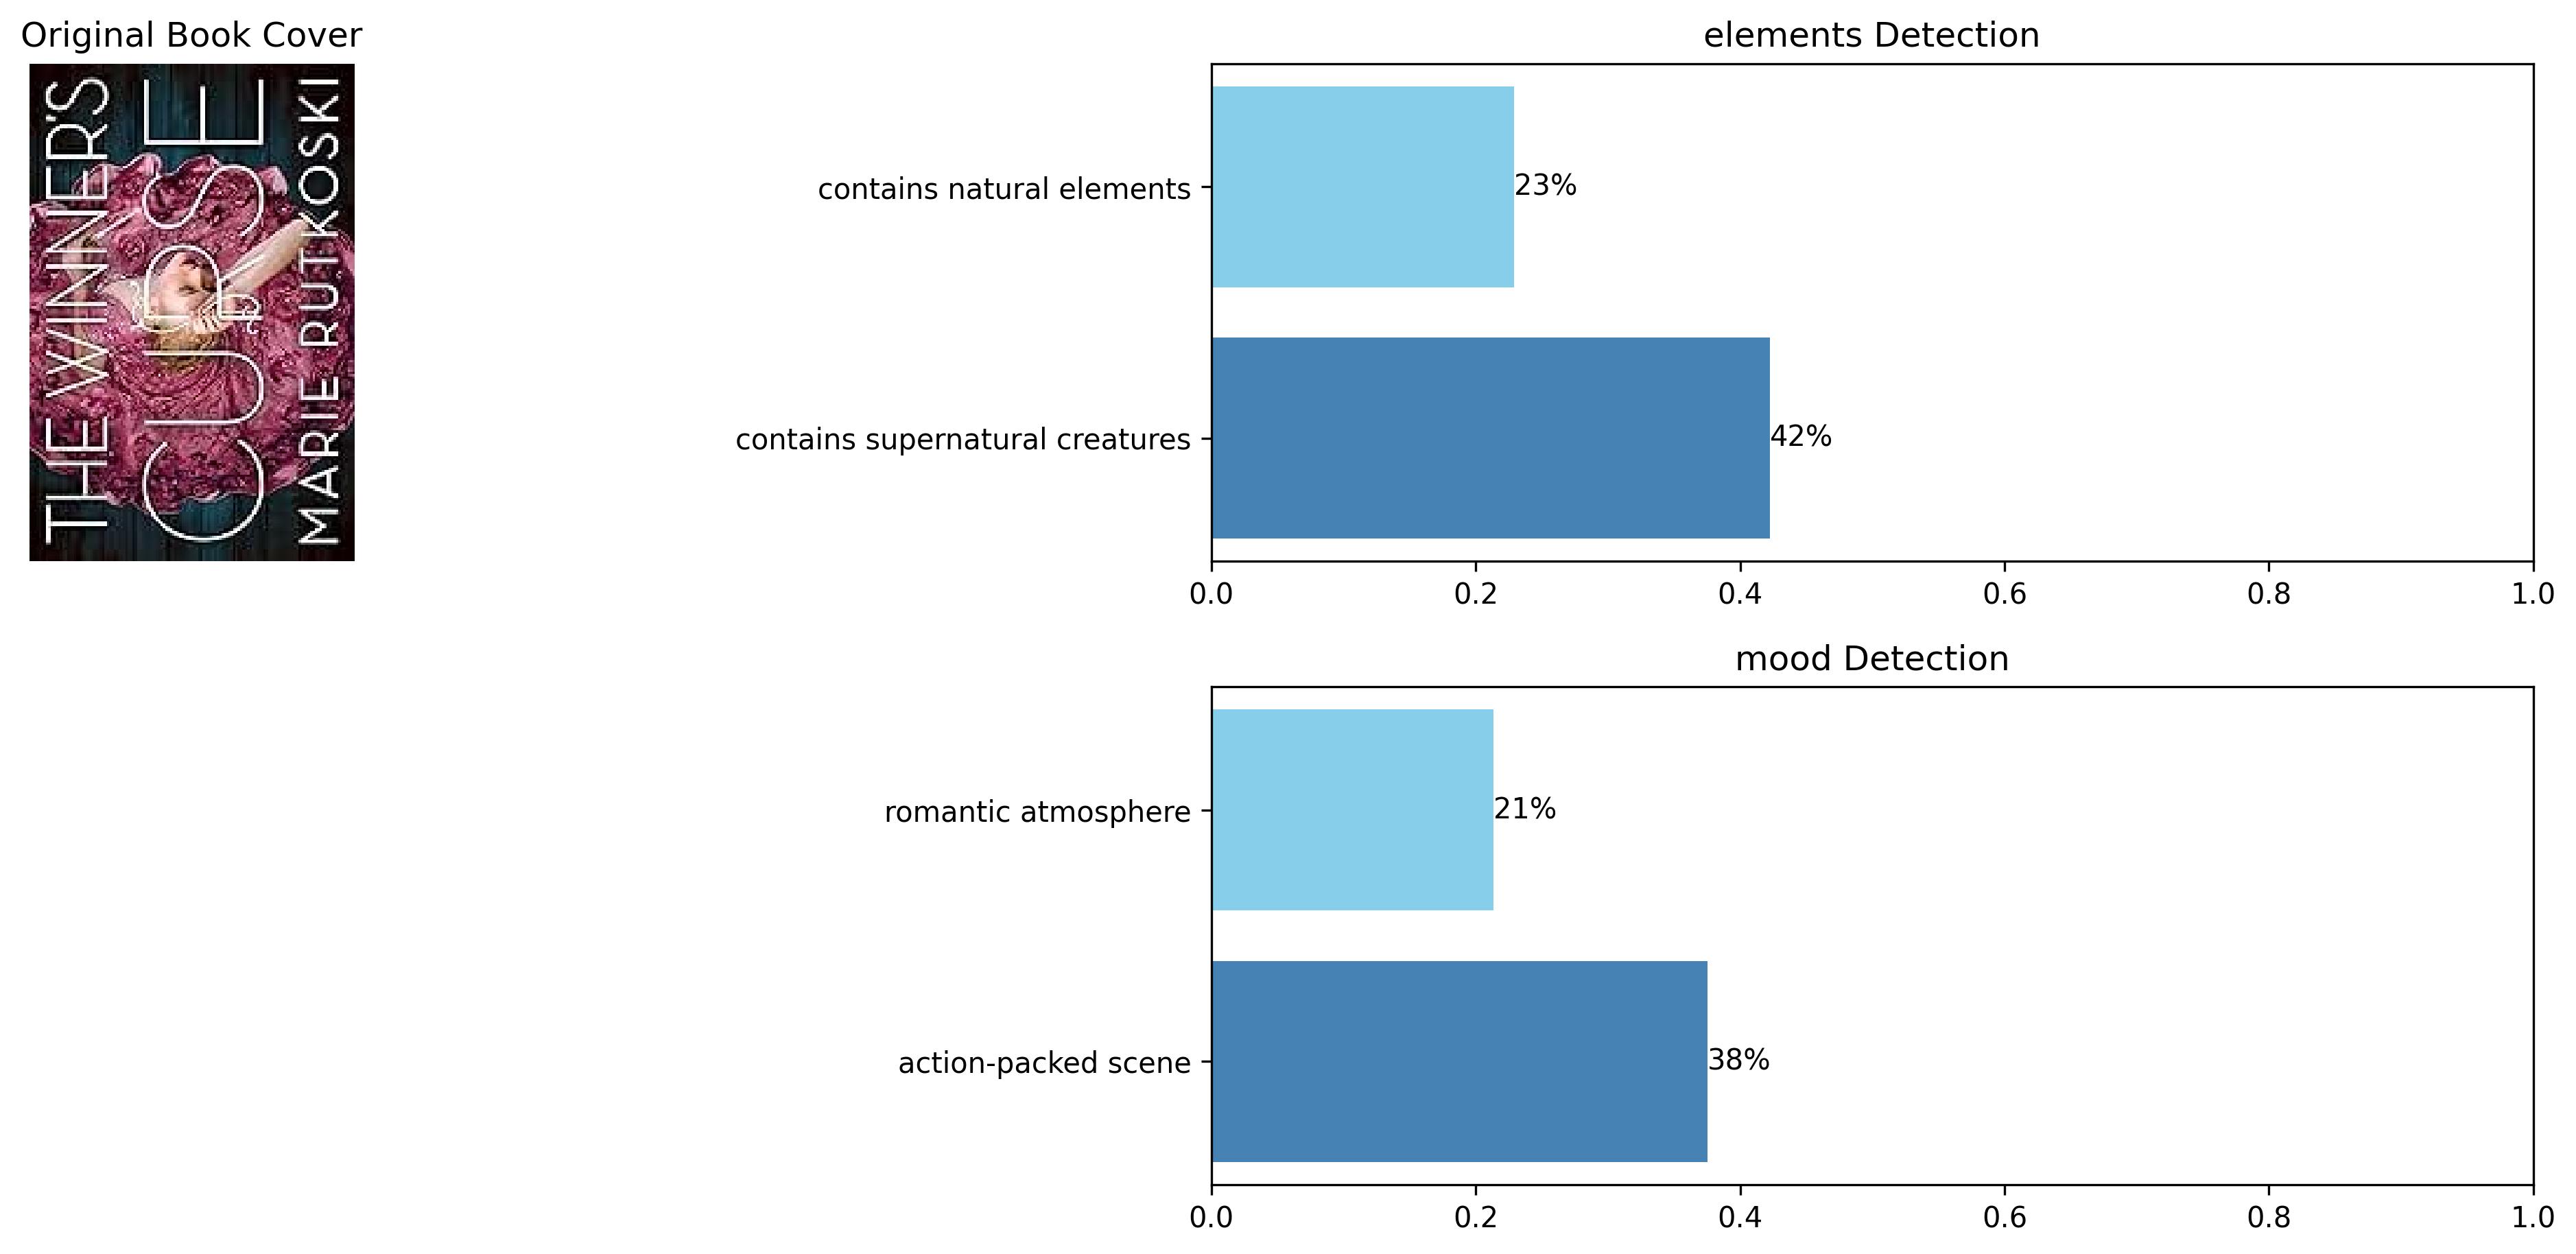 Original Book Cover
THE WINNER'S
CURSE
MARIE RUTKOSKI
elements Detection
contains natural elements
23%
contains supernatural creatures
42%
0.0 0.2 0.4 0.6 0.8 1.0
mood Detection
romantic atmosphere
21%
action-packed scene
38%
0.0 0.2 0.4 0.6 0.8 1.0